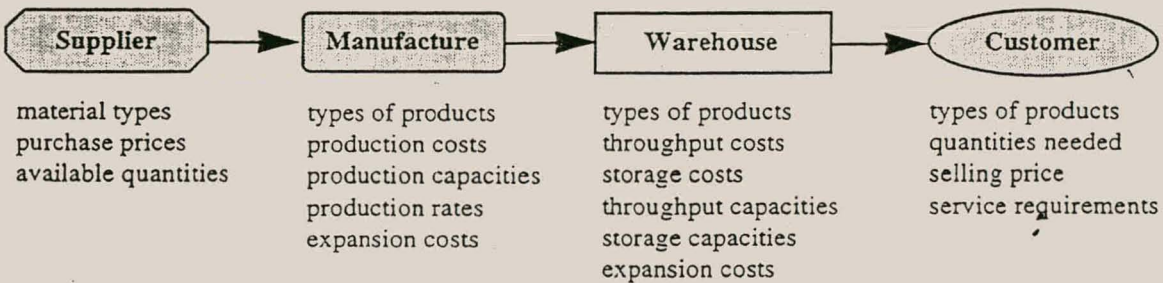 Supplier
Manufacture
Warehouse
Customer
material types
purchase prices
available quantities
types of products
production costs
production capacities
production rates
expansion costs
types of products
throughput costs
storage costs
throughput capacities
storage capacities
expansion costs
types of products
quantities needed
selling price
service requirements